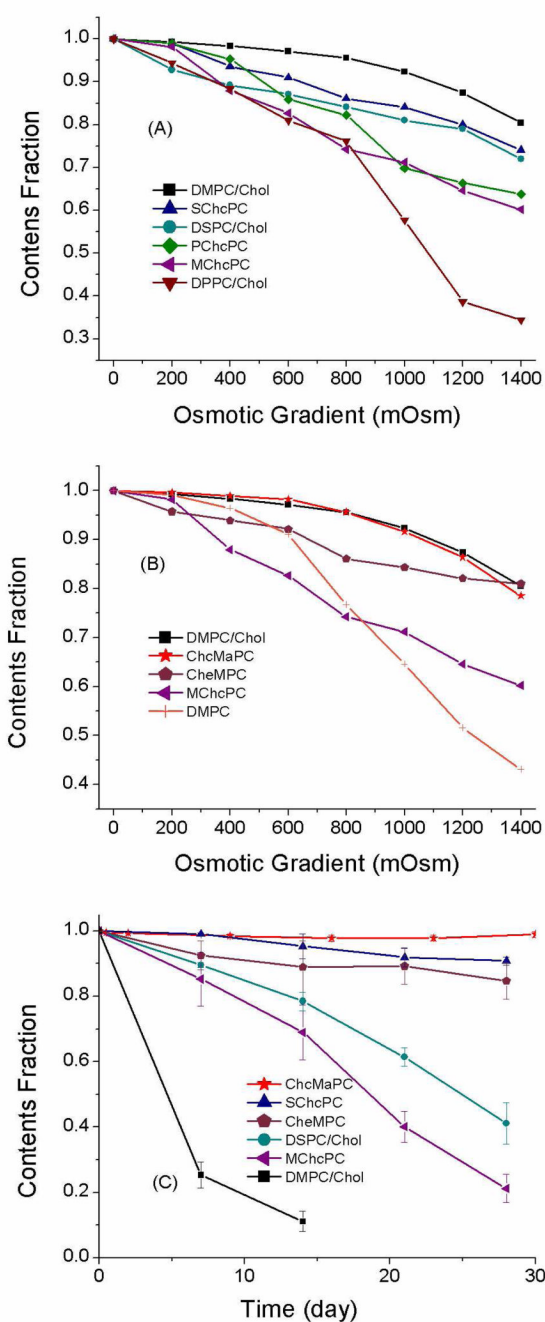 1.0
0.9
0.8
0.7
0.6
0.5
0.4
0.3
Contens Fraction
(A)
DMPC/Chol
SChcPC
DSPC/Chol
PChcPC
MChcPC
DPPC/Chol
0 200 400 600 800 1000 1200 1400
Osmotic Gradient (mOsm)
1.0
0.9
0.8
0.7
0.6
0.5
0.4
Contents Fraction
(B)
DMPC/Chol
ChcMaPC
CheMPC
MChcPC
DMPC
0 200 400 600 800 1000 1200 1400
Osmotic Gradient (mOsm)
1.0
0.8
0.6
0.4
0.2
0.0
Contents Fraction
ChcMaPC
SChcPC
CheMPC
DSPC/Chol
MChcPC
DMPC/Chol
(C)
0 10 20 30
Time (day)